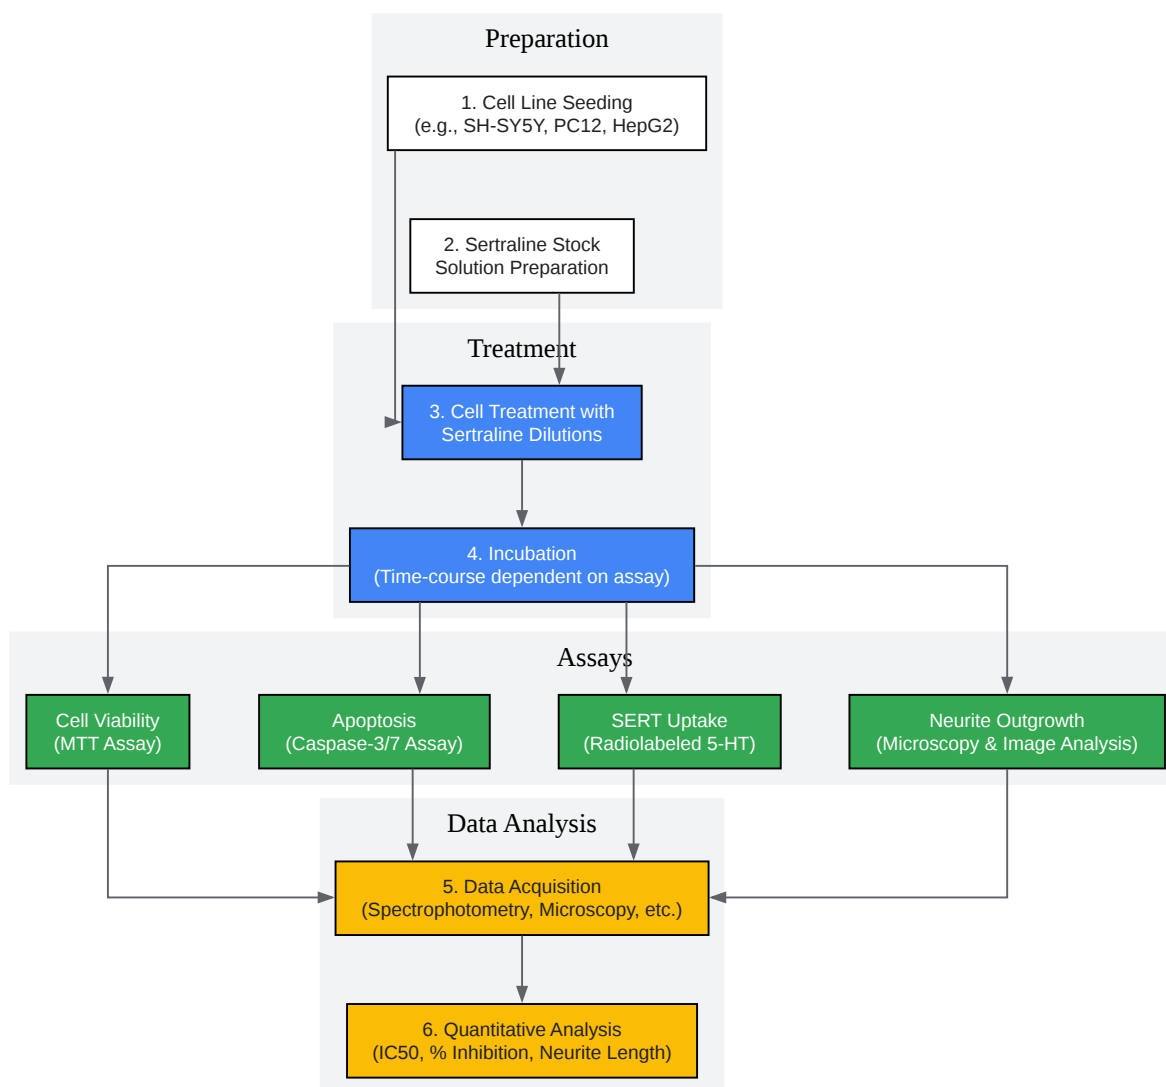 Preparation
1. Cell Line Seeding
(e.g., SH-SY5Y, PC12, HepG2)
2. Sertraline Stock
Solution Preparation
Treatment
3. Cell Treatment with
Sertraline Dilutions
4. Incubation
(Time-course dependent on assay)
Assays
Cell Viability
(MTT Assay)
Apoptosis
(Caspase-3/7 Assay)
SERT Uptake
(Radiolabeled 5-HT)
Neurite Outgrowth
(Microscopy & Image Analysis)
Data Analysis
5. Data Acquisition
(Spectrophotometry, Microscopy, etc.)
6. Quantitative Analysis
(IC50, % Inhibition, Neurite Length)